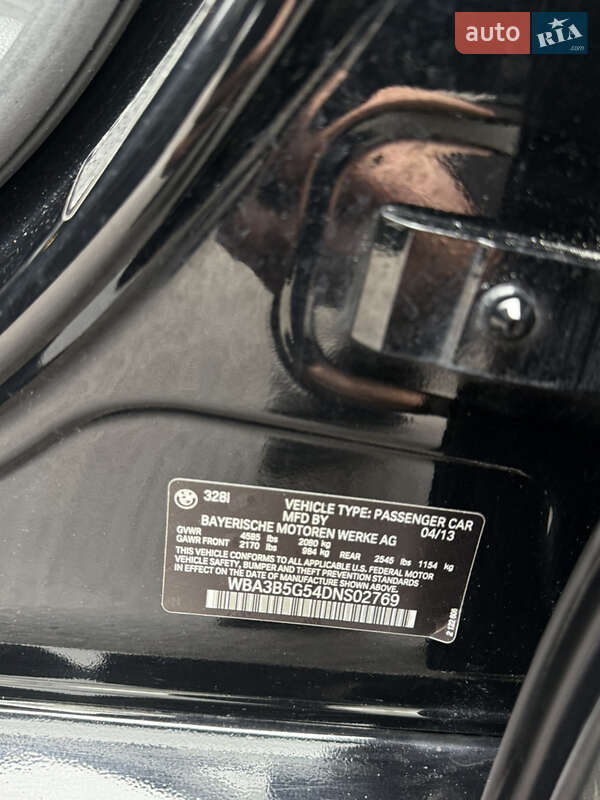 auto RIA.com
328I VEHICLE TYPE: PASSENGER CAR
MFD BY 04/13
BAYERISCHE MOTOREN WERKE AG
GVWR 4585 lbs 2080 kg
GAWR FRONT 2170 lbs 984 kg REAR 2545 lbs 1154 kg
THIS VEHICLE CONFORMS TO ALL APPLICABLE U.S. FEDERAL MOTOR
VEHICLE SAFETY, BUMPER, AND THEFT PREVENTION STANDARDS
IN EFFECT ON THE DATE OF MANUFACTURE SHOWN ABOVE.
WBA3B5G54DNS02769